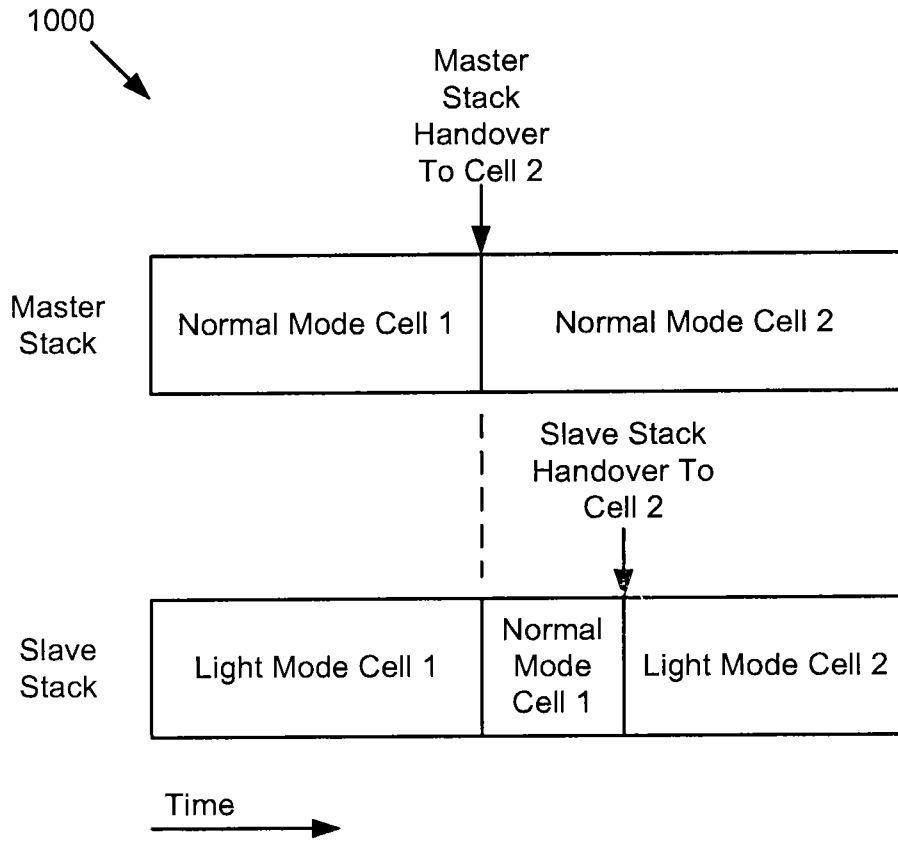 1000
Master
Stack
Handover
To Cell 2
Master
Stack
Normal Mode Cell 1
Normal Mode Cell 2
Slave Stack
Handover To
Cell 2
Slave
Stack
Light Mode Cell 1
Normal
Mode
Cell 1
Light Mode Cell 2
Time